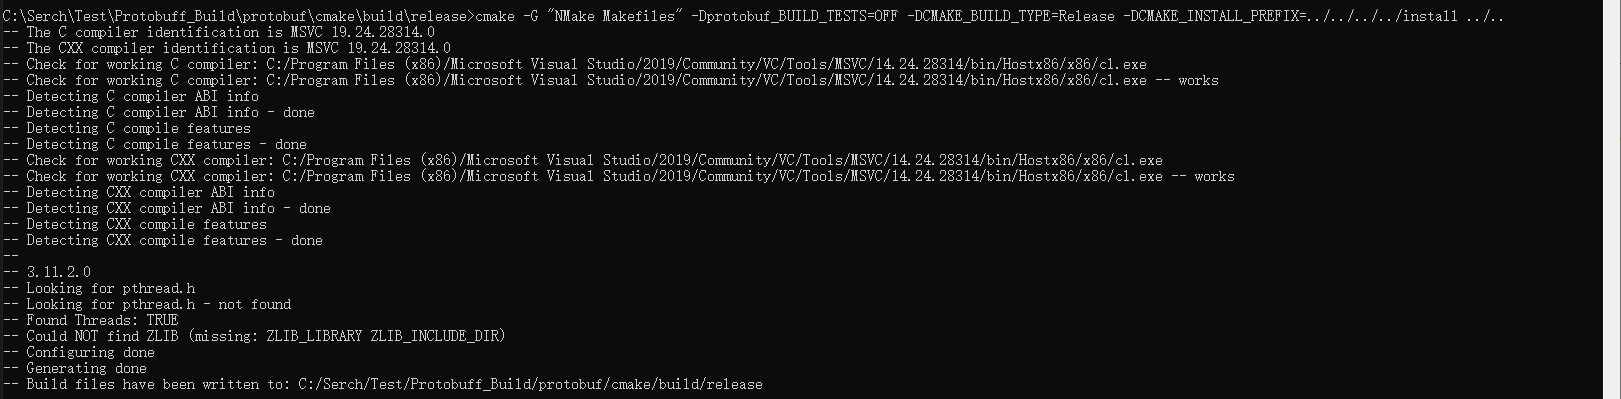 C:\Serch\Test\Protobuff_Build\protobuf\cmake\build\release>cmake -G "NMake Makefiles" -Dprotobuf_BUILD_TESTS=OFF -DCMAKE_BUILD_TYPE=Release -DCMAKE_INSTALL_PREFIX=../../../../install ../..
-- The C compiler identification is MSVC 19.24.28314.0
-- The CXX compiler identification is MSVC 19.24.28314.0
-- Check for working C compiler: C:/Program Files (x86)/Microsoft Visual Studio/2019/Community/VC/Tools/MSVC/14.24.28314/bin/Hostx86/x86/cl.exe
-- Check for working C compiler: C:/Program Files (x86)/Microsoft Visual Studio/2019/Community/VC/Tools/MSVC/14.24.28314/bin/Hostx86/x86/cl.exe -- works
-- Detecting C compiler ABI info
-- Detecting C compiler ABI info - done
-- Detecting C compile features
-- Detecting C compile features - done
-- Check for working CXX compiler: C:/Program Files (x86)/Microsoft Visual Studio/2019/Community/VC/Tools/MSVC/14.24.28314/bin/Hostx86/x86/cl.exe
-- Check for working CXX compiler: C:/Program Files (x86)/Microsoft Visual Studio/2019/Community/VC/Tools/MSVC/14.24.28314/bin/Hostx86/x86/cl.exe -- works
-- Detecting CXX compiler ABI info
-- Detecting CXX compiler ABI info - done
-- Detecting CXX compile features
-- Detecting CXX compile features - done
--
-- 3.11.2.0
-- Looking for pthread.h
-- Looking for pthread.h - not found
-- Found Threads: TRUE
-- Could NOT find ZLIB (missing: ZLIB_LIBRARY ZLIB_INCLUDE_DIR)
-- Configuring done
-- Generating done
-- Build files have been written to: C:/Serch/Test/Protobuff_Build/protobuf/cmake/build/release